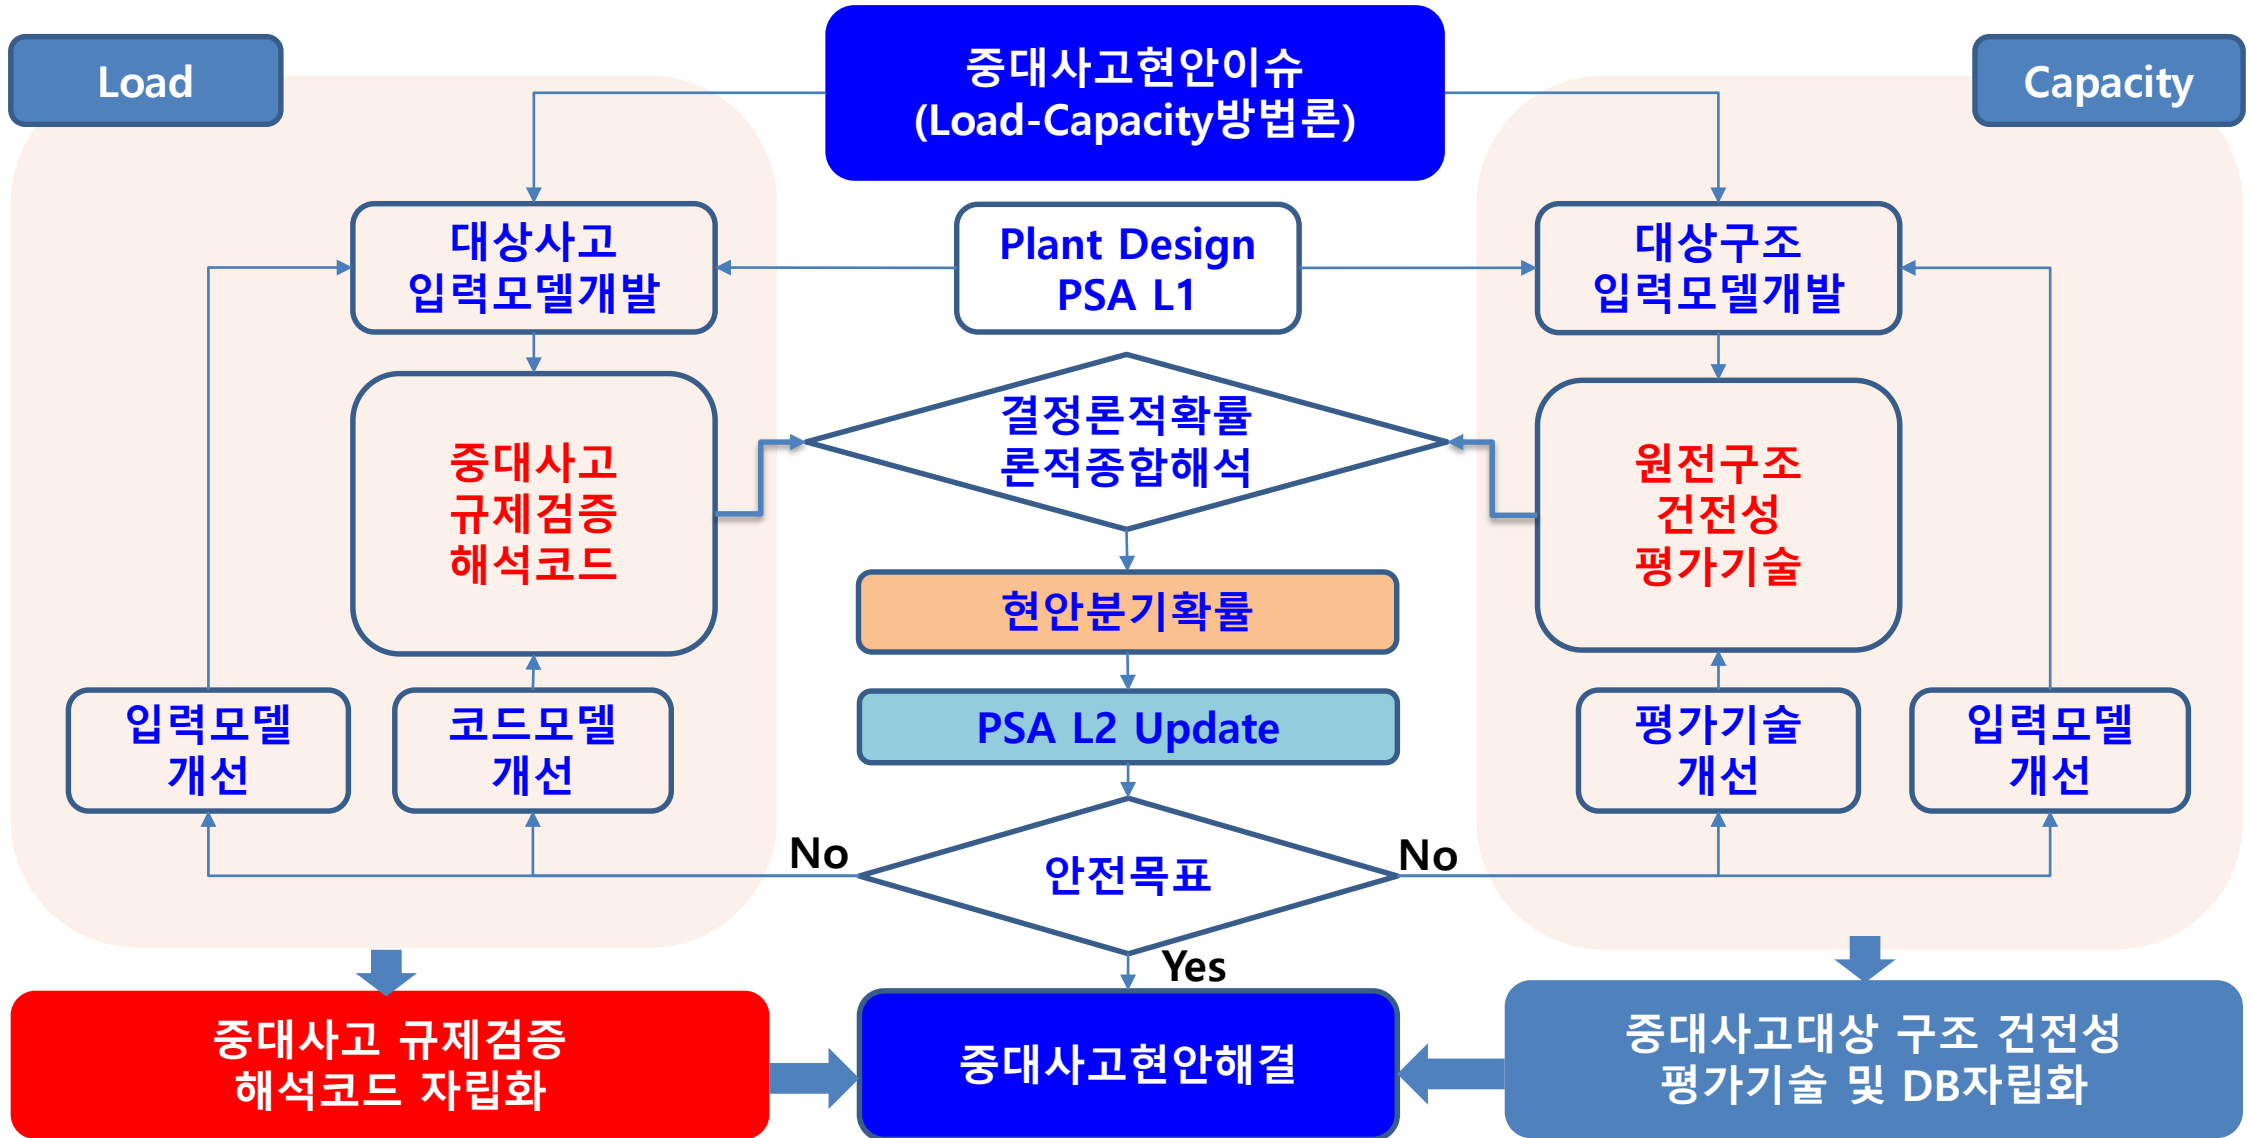 Load
중대사고현안이슈
(Load-Capacity방법론)
Capacity
대상사고
입력모델개발
Plant Design
PSA L1
대상구조
입력모델개발
중대사고
규제검증
해석코드
결정론적확률
론적종합해석
원전구조
건전성
평가기술
현안분기확률
입력모델
개선
코드모델
개선
PSA L2 Update
평가기술
개선
입력모델
개선
No
안전목표
No
Yes
중대사고 규제검증
해석코드 자립화
중대사고현안해결
중대사고대상 구조 건전성
평가기술 및 DB자립화